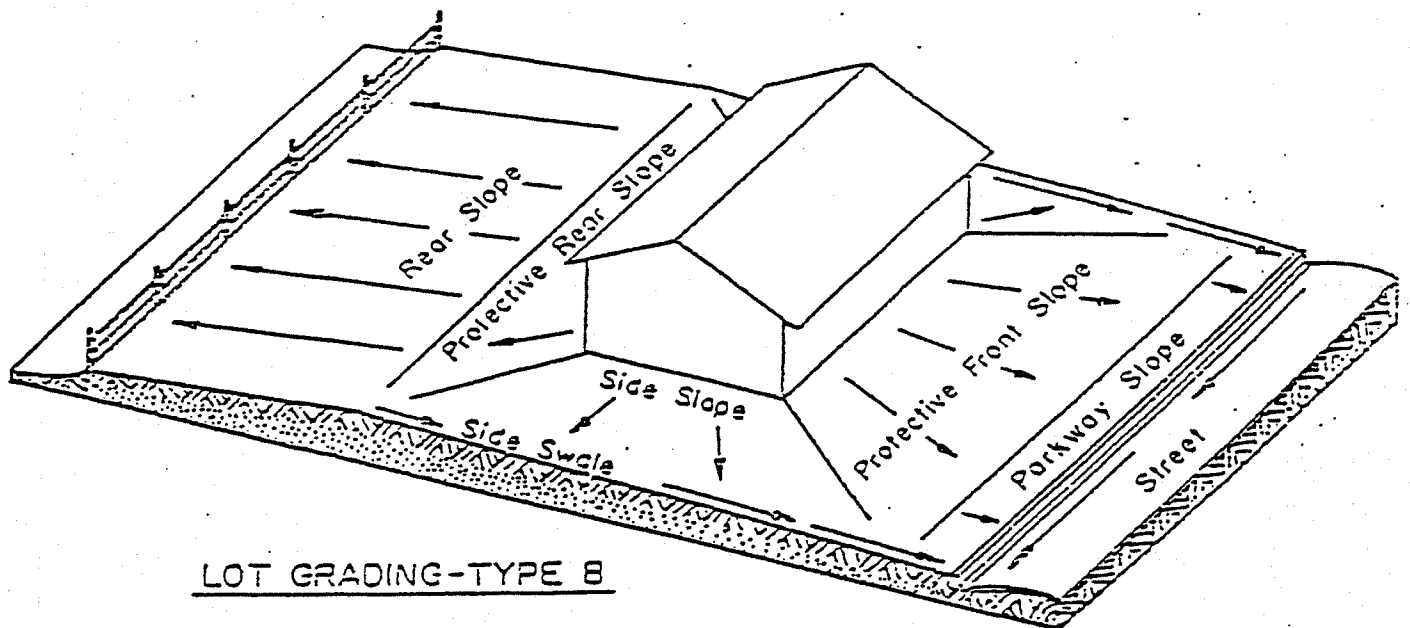 Rear Slope
Protective Rear Slope
Side Slope
Side Swale
Protective Front Slope
Parkway Slope
Street
LOT GRADING-TYPE B